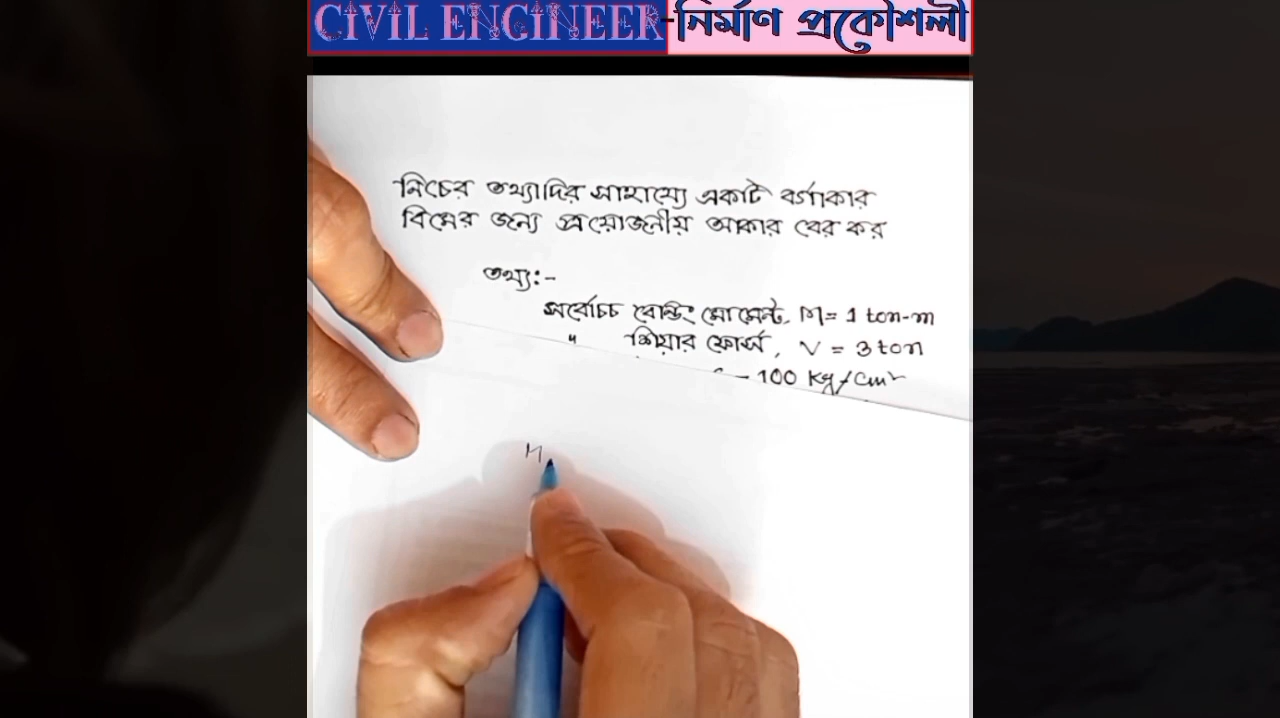 CIVIL ENGINEER-নির্মাণ প্রকৌশলী
নিচের তথ্যাদির সাহায্যে একটি বর্গাকার
বিমের জন্য প্রয়োজনীয় আকার বের কর
তথ্য:-
সর্বোচ্চ বেন্ডিং মোমেন্ট, M = 1 ton-m
" শিয়ার ফোর্স, V = 3 ton
100 Kg/cm²
M